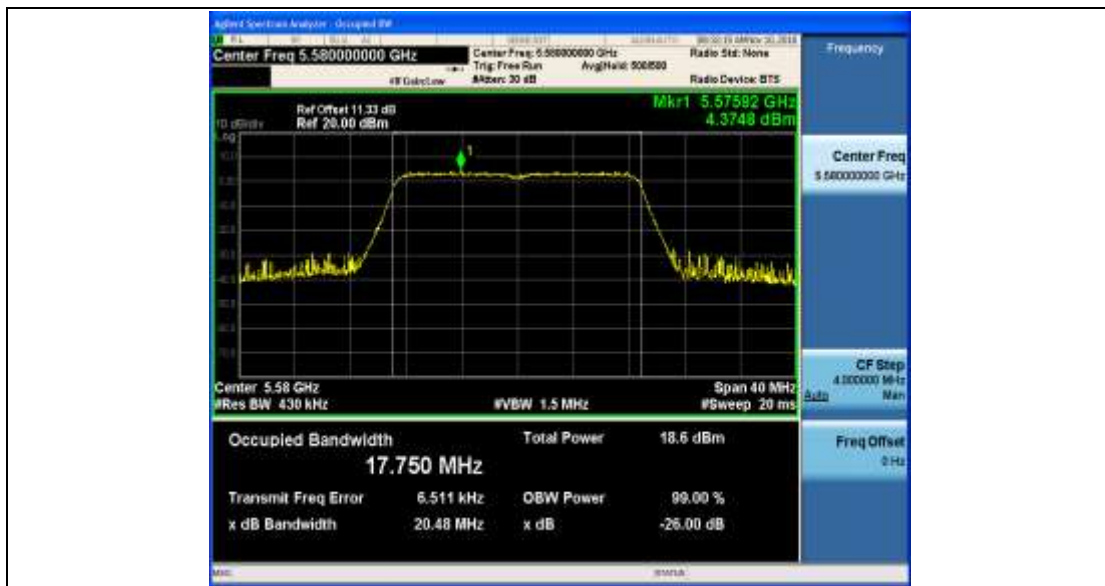 Agilent Spectrum Analyzer - Occupied BW
Center Freq 5.580000000 GHz
Center Freq: 5.580000000 GHz
Radio Std: None
Trig: Free Run
Avg|Hold: 500/500
#IFGain:Low
#Atten: 30 dB
Radio Device: BTS
Ref Offset 11.33 dB
Mkr1 5.57592 GHz
10 dB/div
Ref 20.00 dBm
4.3748 dBm
Log
1
Center 5.58 GHz
Span 40 MHz
#Res BW 430 kHz
#VBW 1.5 MHz
#Sweep 20 ms
Occupied Bandwidth
Total Power
18.6 dBm
17.750 MHz
Transmit Freq Error
6.511 kHz
OBW Power
99.00 %
x dB Bandwidth
20.48 MHz
x dB
-26.00 dB
MSG
STATUS
Frequency
Center Freq
5.580000000 GHz
CF Step
4.000000 MHz
Auto
Man
Freq Offset
0 Hz